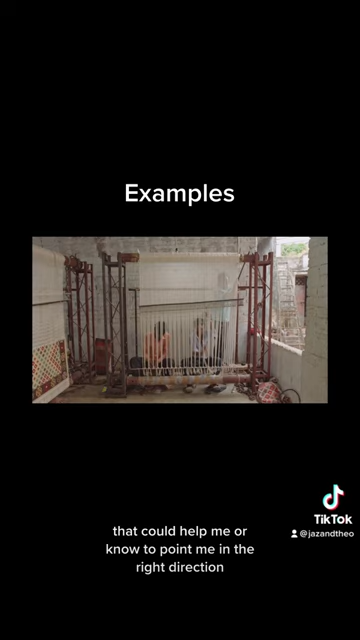 Examples
that could help me or
know to point me in the
right direction
TikTok
@jazandtheo